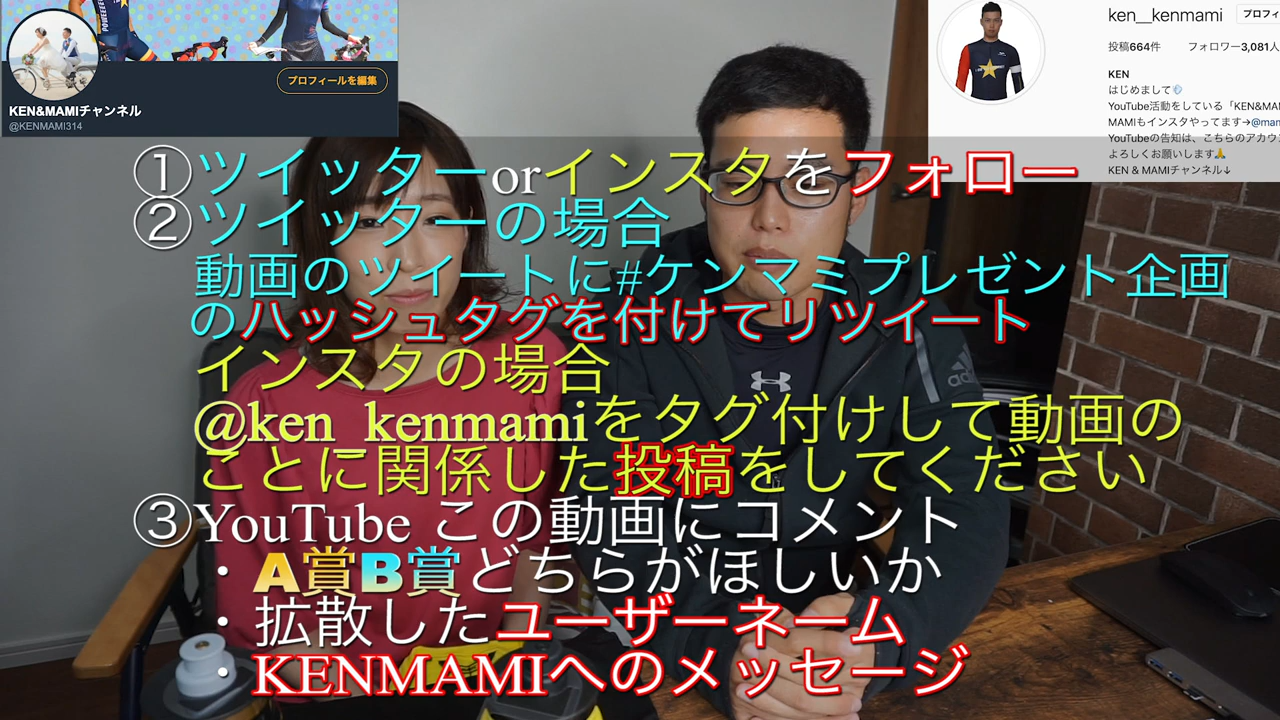 プロフィールを編集
KEN&MAMIチャンネル
@KENMAMI314
ken__kenmami
プロフィ
投稿664件 フォロワー3,081人
KEN
はじめまして
YouTube活動をしている「KEN&MAM
MAMIもインスタやってます→@mam
YouTubeの告知は、こちらのアカウ
よろしくお願いします🙏
KEN & MAMIチャンネル↓
①ツイッターorインスタをフォロー
②ツイッターの場合
動画のツイートに#ケンマミプレゼント企画
のハッシュタグを付けてリツイート
インスタの場合
@ken_kenmamiをタグ付けして動画の
ことに関係した投稿をしてください
③YouTube この動画にコメント
・A賞B賞どちらがほしいか
・拡散したユーザーネーム
・KENMAMIへのメッセージ
adidas